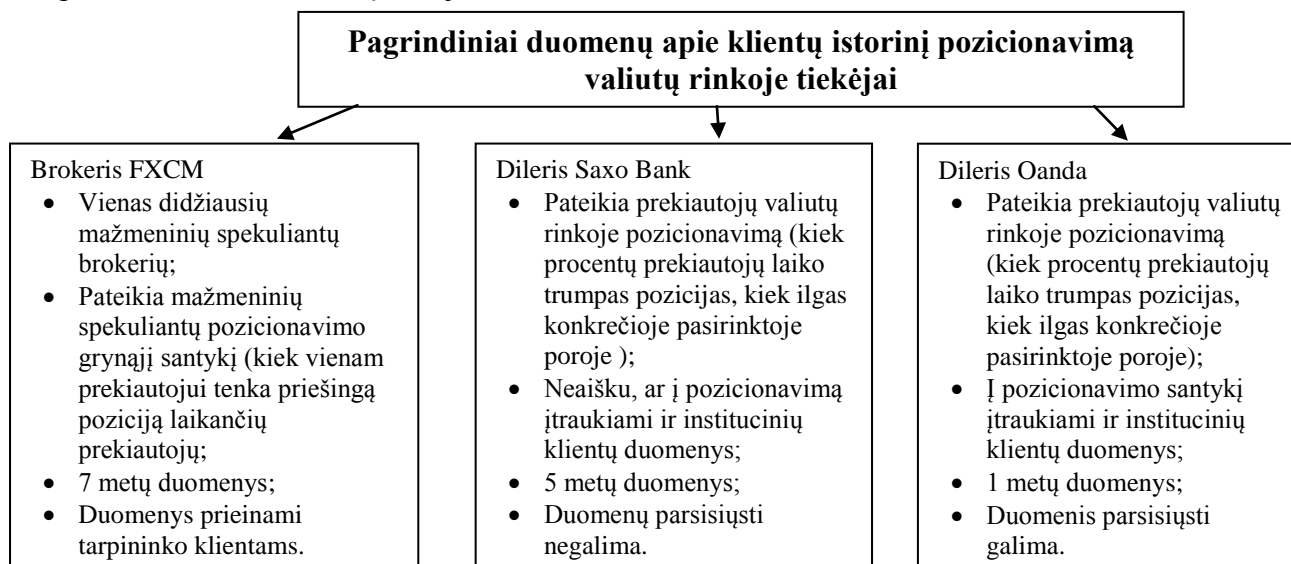 Pagrindiniai duomenų apie klientų istorinį pozicionavimą
valiutų rinkoje tiekėjai
Brokeris FXCM
• Vienas didžiausių
mažmeninių spekuliantų
brokerių;
• Pateikia mažmeninių
spekuliantų pozicionavimo
grynąjį santykį (kiek vienam
prekiautojui tenka priešingą
poziciją laikančių
prekiautojų;
• 7 metų duomenys;
• Duomenys prieinami
tarpininko klientams.
Dileris Saxo Bank
• Pateikia prekiautojų valiutų
rinkoje pozicionavimą (kiek
procentų prekiautojų laiko
trumpas pozicijas, kiek ilgas
konkrečioje pasirinktoje
poroje );
• Neaišku, ar į pozicionavimą
įtraukiami ir institucinių
klientų duomenys;
• 5 metų duomenys;
• Duomenų parsisiųsti
negalima.
Dileris Oanda
• Pateikia prekiautojų valiutų
rinkoje pozicionavimą
(kiek procentų prekiautojų
laiko trumpas pozicijas,
kiek ilgas konkrečioje
pasirinktoje poroje);
• Į pozicionavimo santykį
įtraukiami ir institucinių
klientų duomenys;
• 1 metų duomenys;
• Duomenis parsisiųsti
galima.